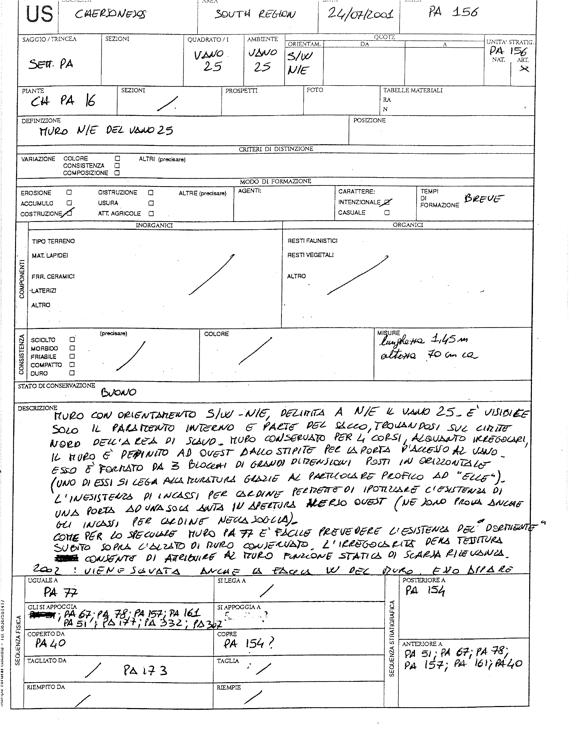 US CHERSONESOS SOUTH REGION 24/07/2001 PA 156
SAGGIO/TRINCEA SEZIONI QUADRATO/I AMBIENTE ORIENTAM. QUOTE UNITA' STRATIG.
DA A
SETT. PA VANO 25 VANO 25 S/W N/E PA 156
NAT. ART.
X
PIANTE SEZIONI PROSPETTI FOTO TABELLE MATERIALI
CH PA 16 / RA
N
DEFINIZIONE POSIZIONE
MURO N/E DEL VANO 25
CRITERI DI DISTINZIONE
VARIAZIONE COLORE ☐ ALTRI (precisare)
CONSISTENZA ☐
COMPOSIZIONE ☐
MODO DI FORMAZIONE
EROSIONE ☐ DISTRUZIONE ☐ ALTRE (precisare) AGENTI: CARATTERE: TEMPI DI FORMAZIONE BREVE
ACCUMULO ☐ USURA ☐ INTENZIONALE ☑
COSTRUZIONE ☑ ATT. AGRICOLE ☐ CASUALE ☐
INORGANICI ORGANICI
COMPONENTI
TIPO TERRENO RESTI FAUNISTICI
MAT. LAPIDEI RESTI VEGETALI
FRR. CERAMICI ALTRO
LATERIZI
ALTRO
CONSISTENZA (precisare) COLORE MISURE
SCIOLTO ☐ lunghezza 1,45 m
MORBIDO ☐ altezza 70 cm ca
FRIABILE ☐
COMPATTO ☐
DURO ☐
STATO DI CONSERVAZIONE
BUONO
DESCRIZIONE
MURO CON ORIENTAMENTO S/W-N/E, DELIMITA A N/E IL VANO 25. E' VISIBILE
SOLO IL PARAMENTO INTERNO E PARTE DEL SACCO, TROVANDOSI SUL LIMITE
NORD DELL'AREA DI SCAVO. MURO CONSERVATO PER 4 CORSI, ALQUANTO IRREGOLARI,
IL MURO E' DEFINITO AD OVEST DALLO STIPITE PER LA PORTA D'ACCESSO AL VANO.
ESSO E' FORMATO DA 3 BLOCCHI DI GRANDI DIMENSIONI POSTI IN ORIZZONTALE
(UNO DI ESSI SI LEGA ALLA MURATURA GRAZIE AL PARTICOLARE PROFILO AD "ELLE").
L'INESISTENZA DI INCASSI PER CARDINE PERMETTE DI IPOTIZZARE L'ESISTENZA DI
UNA PORTA AD UNA SOLA ANTA IN APERTURA VERSO OVEST (NE SONO PROVA ANCHE
GLI INCASSI PER CARDINE NELLA SOGLIA).
COME PER LO SPECULARE MURO PA 77 E' FACILE PREVEDERE L'ESISTENZA DEL
SUBITO SOPRA L'ALZATO DI MURO CONSERVATO. L'IRREGOLARITA DELLA TESSITURA
CONSENTE DI ATTRIBUIRE AL MURO FUNZIONE STATICA DI SCARSA RILEVANZA.
2002: VIENE SCAVATA ANCHE LA FACCIA W DEL MURO. ESSO APPARE
SEQUENZA FISICA
UGUALE A SI LEGA A POSTERIORE A
PA 77 / PA 154
GLI SI APPOGGIA SI APPOGGIA A
PA 67; PA 78; PA 157; PA 161
PA 51; PA 177; PA 332; PA 307
SEQUENZA STRATIGRAFICA
COPERTO DA COPRE ANTERIORE A
PA 40 PA 154? PA 51; PA 67; PA 78;
PA 157; PA 161; PA 40
TAGLIATO DA TAGLIA
/ PA 173 /
RIEMPITO DA RIEMPIE
/ /